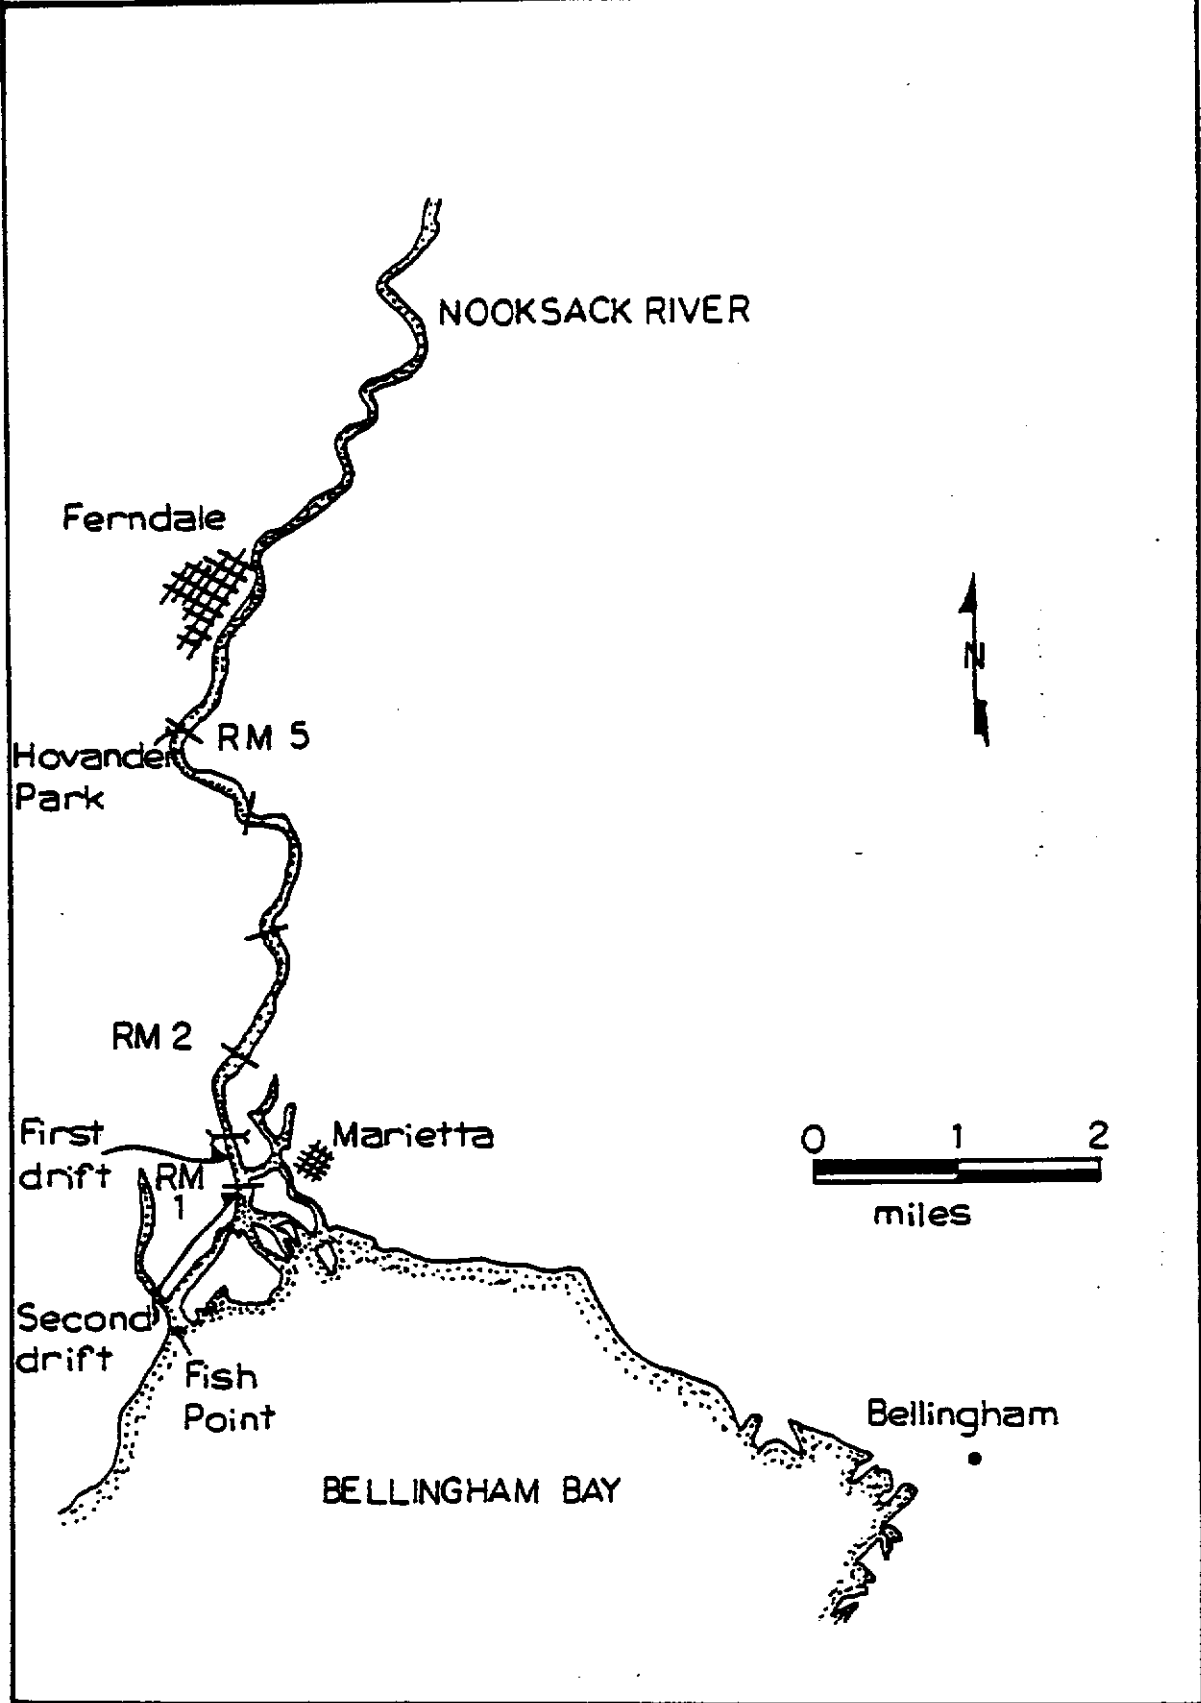 NOOKSACK RIVER
Ferndale
N
RM 5
Hovander
Park
RM 2
First
drift
Marietta
RM
1
0 1 2
miles
Second
drift
Fish
Point
Bellingham
BELLINGHAM BAY